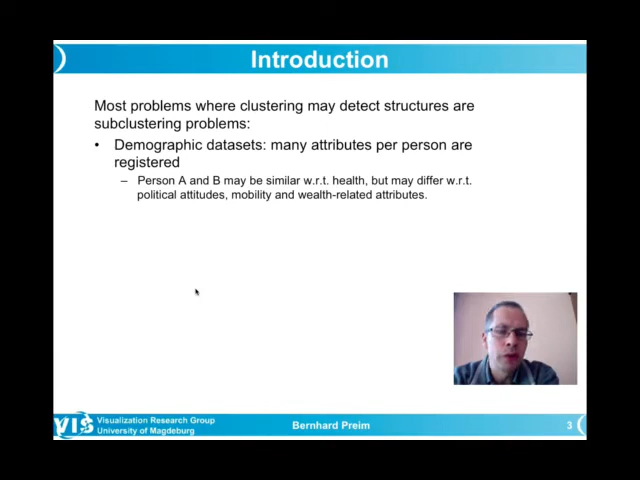 Introduction
Most problems where clustering may detect structures are
subclustering problems:
• Demographic datasets: many attributes per person are
registered
– Person A and B may be similar w.r.t. health, but may differ w.r.t.
political attitudes, mobility and wealth-related attributes.
VIS
Visualization Research Group
University of Magdeburg
Bernhard Preim
3